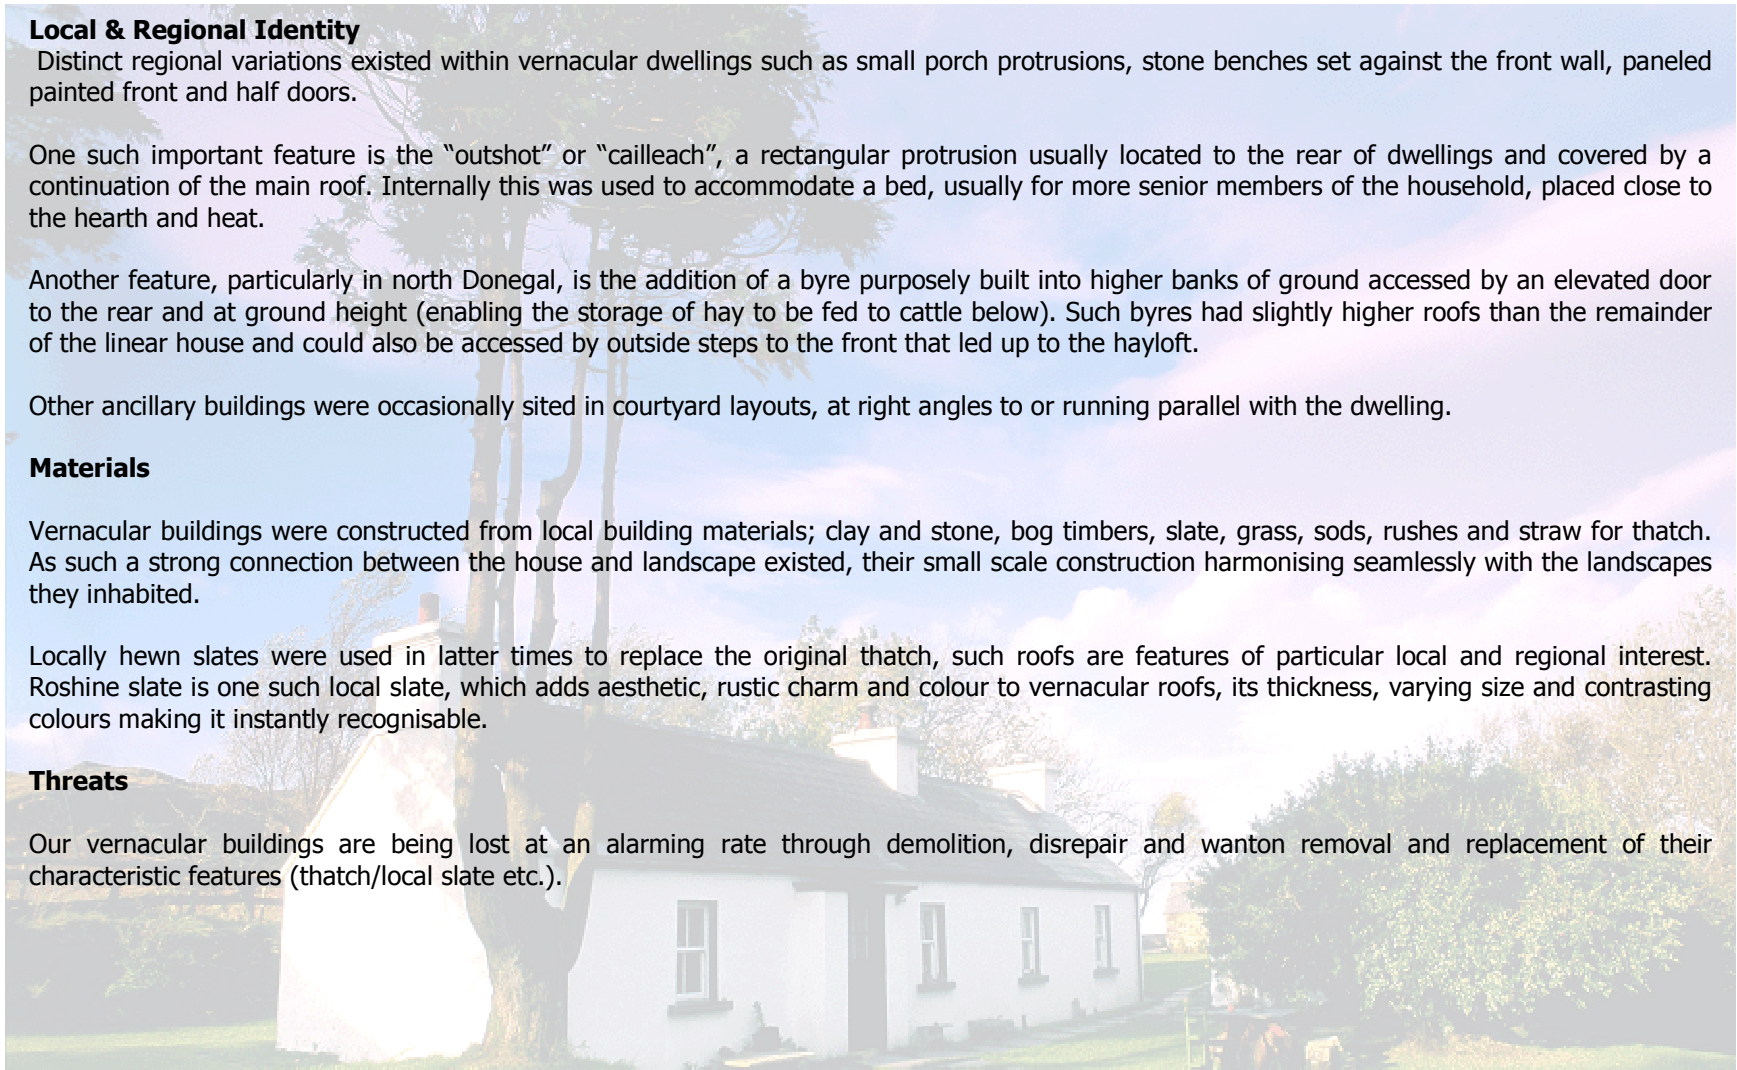 Local & Regional Identity
Distinct regional variations existed within vernacular dwellings such as small porch protrusions, stone benches set against the front wall, paneled
painted front and half doors.
One such important feature is the “outshot” or “cailleach”, a rectangular protrusion usually located to the rear of dwellings and covered by a
continuation of the main roof. Internally this was used to accommodate a bed, usually for more senior members of the household, placed close to
the hearth and heat.
Another feature, particularly in north Donegal, is the addition of a byre purposely built into higher banks of ground accessed by an elevated door
to the rear and at ground height (enabling the storage of hay to be fed to cattle below). Such byres had slightly higher roofs than the remainder
of the linear house and could also be accessed by outside steps to the front that led up to the hayloft.
Other ancillary buildings were occasionally sited in courtyard layouts, at right angles to or running parallel with the dwelling.
Materials
Vernacular buildings were constructed from local building materials; clay and stone, bog timbers, slate, grass, sods, rushes and straw for thatch.
As such a strong connection between the house and landscape existed, their small scale construction harmonising seamlessly with the landscapes
they inhabited.
Locally hewn slates were used in latter times to replace the original thatch, such roofs are features of particular local and regional interest.
Roshine slate is one such local slate, which adds aesthetic, rustic charm and colour to vernacular roofs, its thickness, varying size and contrasting
colours making it instantly recognisable.
Threats
Our vernacular buildings are being lost at an alarming rate through demolition, disrepair and wanton removal and replacement of their
characteristic features (thatch/local slate etc.).